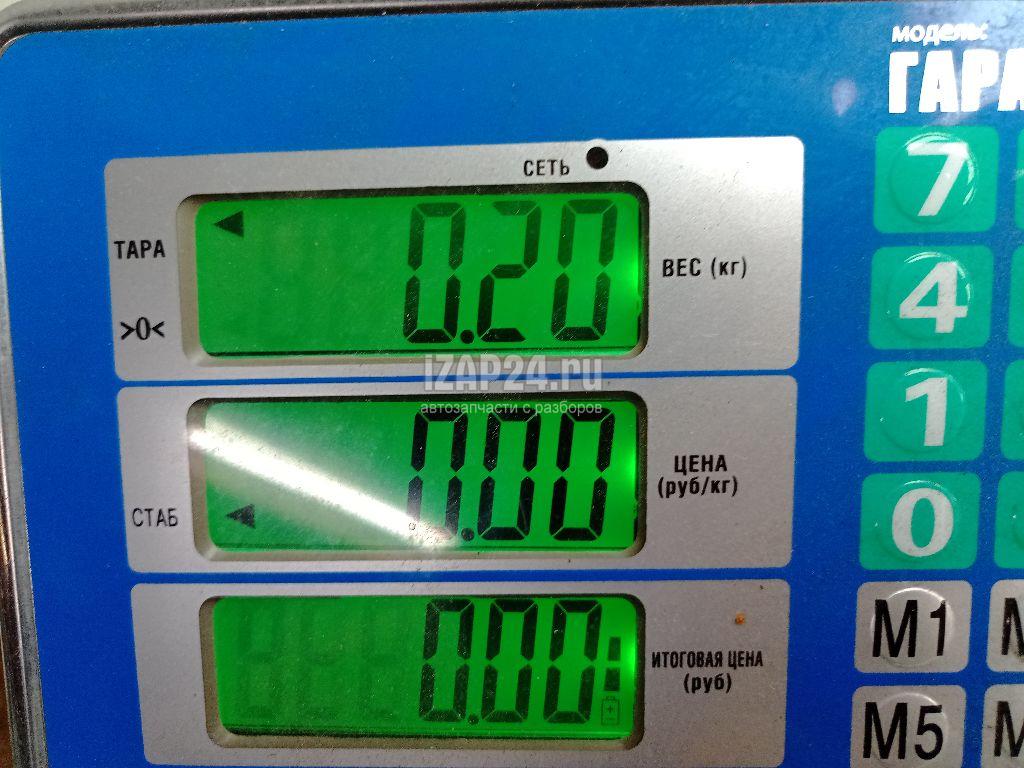 модель:
СЕТЬ
7
ТАРА
0.20
ВЕС (кг)
4
>0<
iZAP24.ru
автозапчасти с разборов
1
0.00
ЦЕНА
(руб/кг)
СТАБ
0
0.00
M1
ИТОГОВАЯ ЦЕНА
(руб)
M5